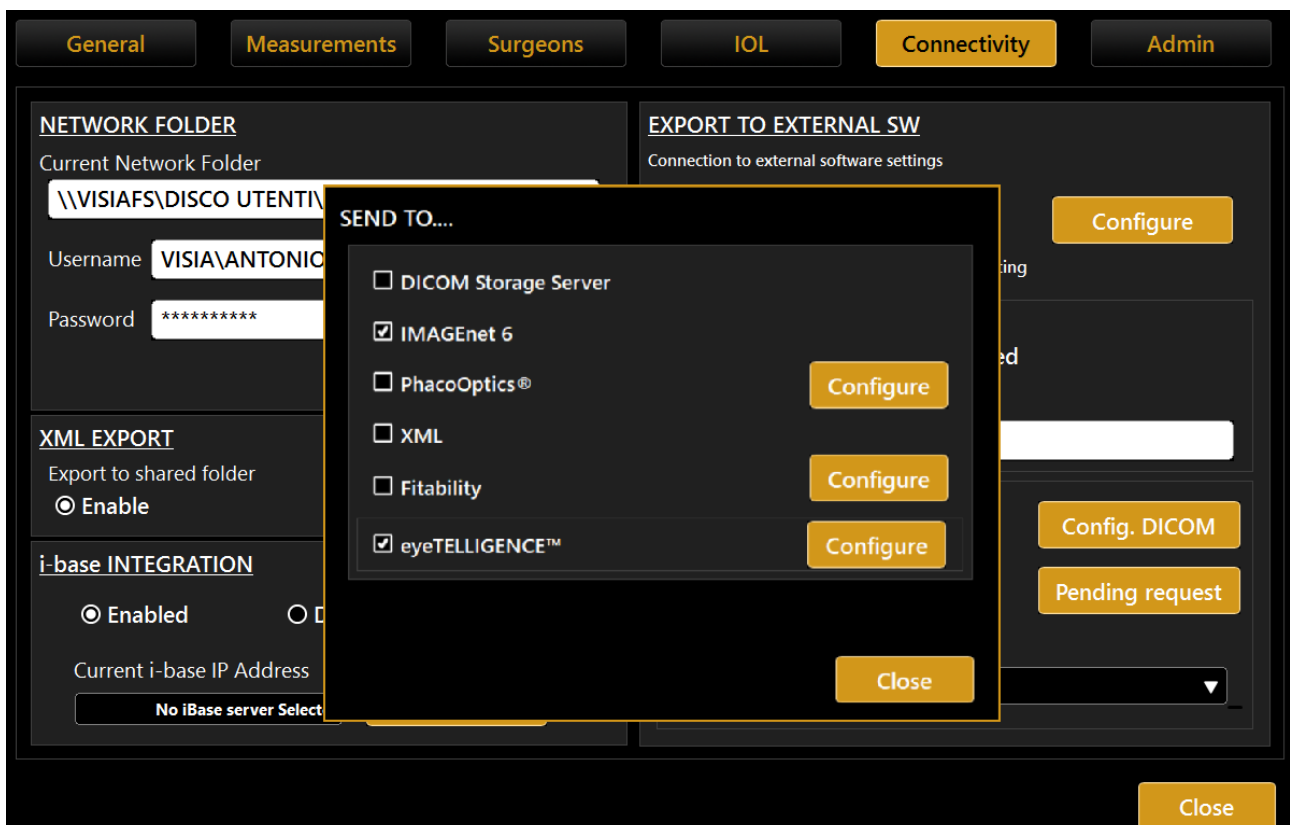 General Measurements Surgeons IOL Connectivity Admin
NETWORK FOLDER
Current Network Folder
\\VISIAFS\DISCO UTENTI\
Username VISIA\ANTONIO
Password **********
XML EXPORT
Export to shared folder
Enable
i-base INTEGRATION
Enabled
Current i-base IP Address
No iBase server
EXPORT TO EXTERNAL SW
Connection to external software settings
Configure
Config. DICOM
Pending request
SEND TO....
DICOM Storage Server
IMAGEnet 6
PhacoOptics® Configure
XML
Fitability Configure
eyeTELLIGENCE™ Configure
Close
Close